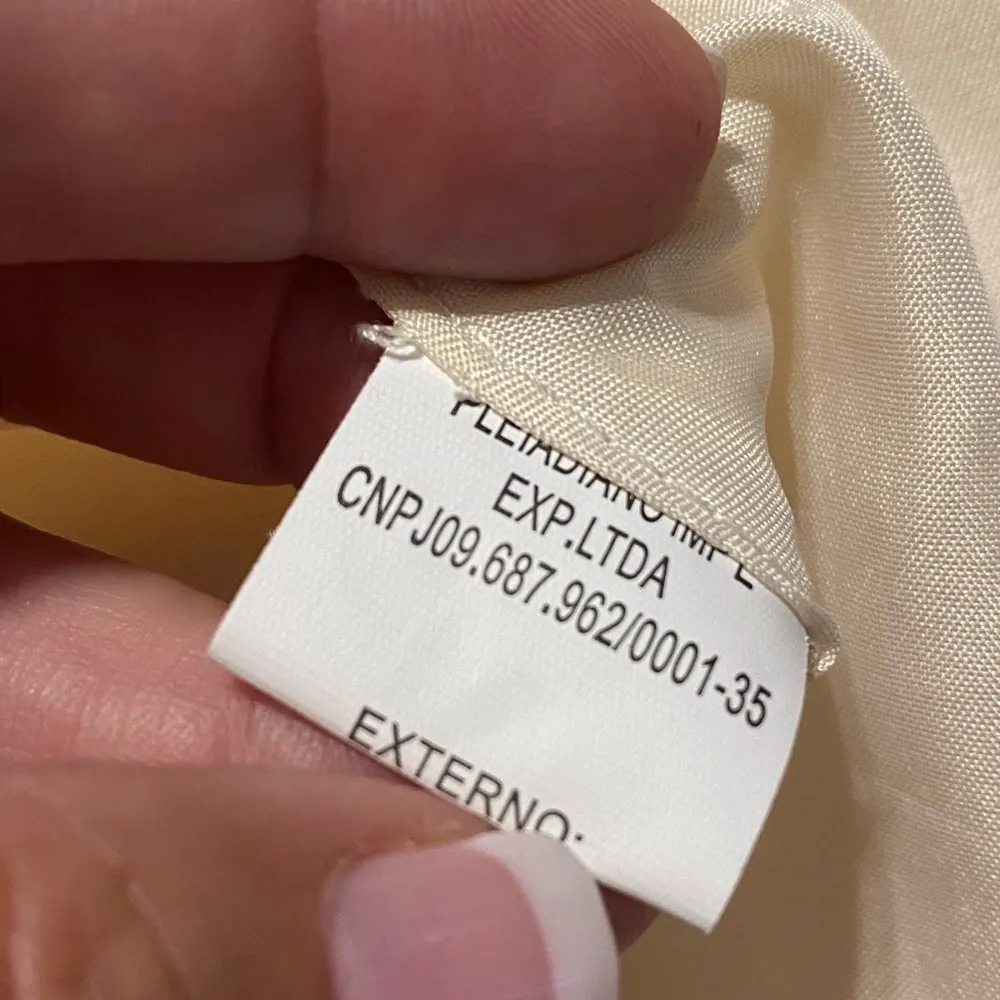 PLEIADIANO IMP E
EXP.LTDA
CNPJ09.687.962/0001-35
EXTERNO: